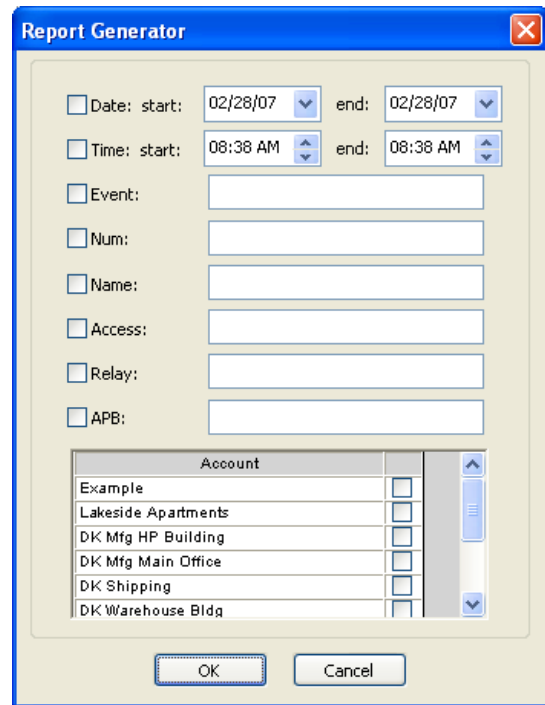 Report Generator
Date: start: 02/28/07 end: 02/28/07
Time: start: 08:38 AM end: 08:38 AM
Event:
Num:
Name:
Access:
Relay:
APB:
Account
Example
Lakeside Apartments
DK Mfg HP Building
DK Mfg Main Office
DK Shipping
DK Warehouse Bldg
OK Cancel